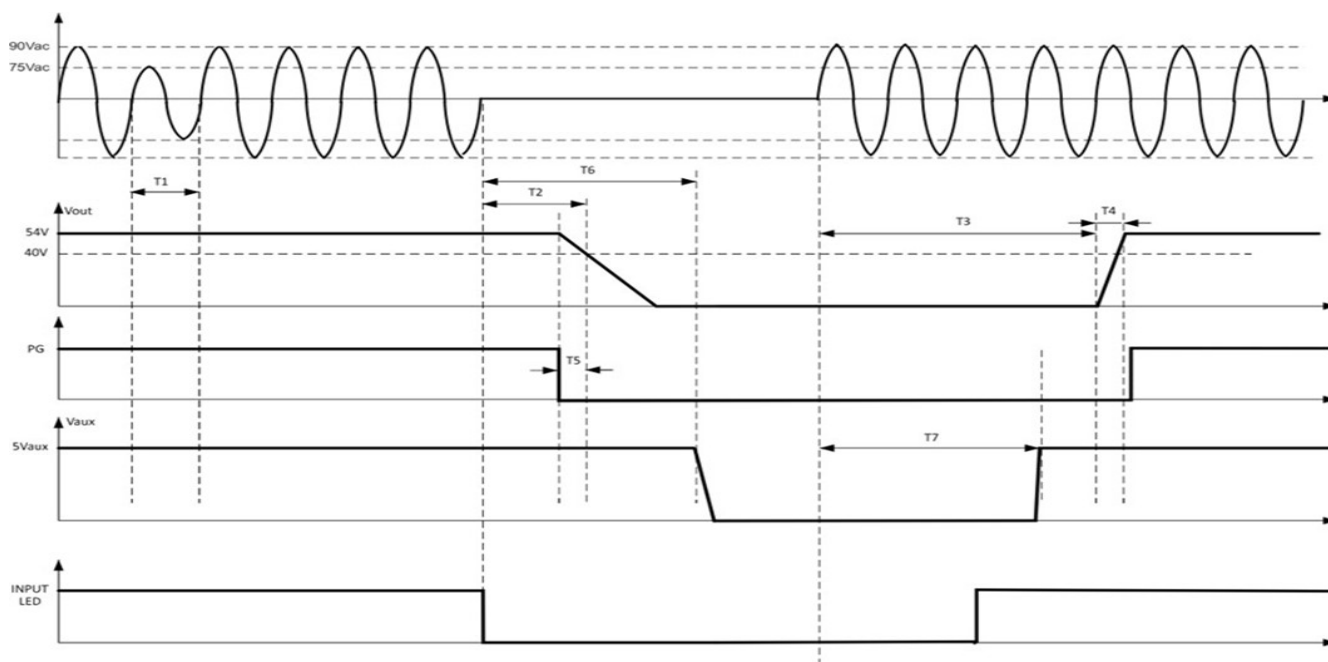 90Vac
75Vac
T1
T6
T2
Vout
54V
40V
T3
T4
PG
T5
Vaux
5Vaux
T7
INPUT
LED